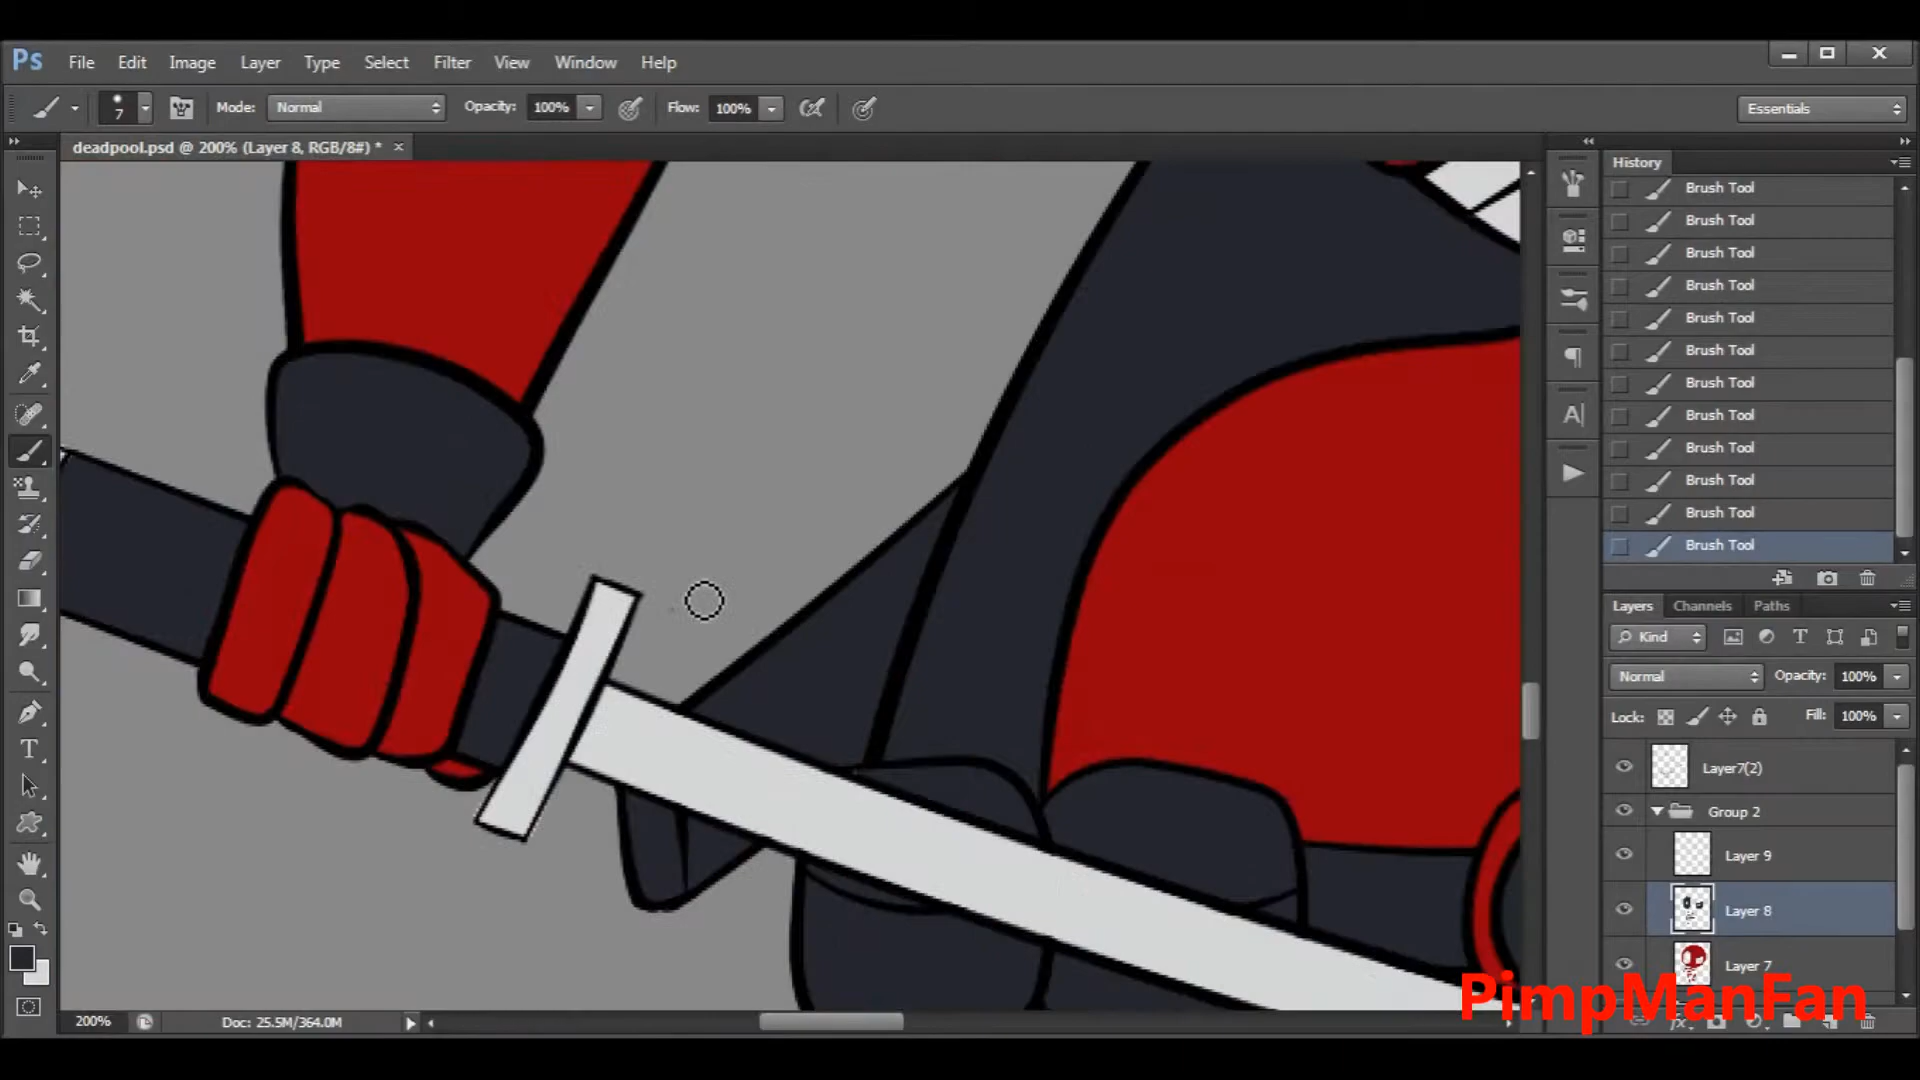 Ps File Edit Image Layer Type Select Filter View Window Help
7 Mode: Normal Opacity: 100% Flow: 100% Essentials
deadpool.psd @ 200% (Layer 8, RGB/8#) *
History
Brush Tool
Brush Tool
Brush Tool
Brush Tool
Brush Tool
Brush Tool
Brush Tool
Brush Tool
Brush Tool
Brush Tool
Brush Tool
Brush Tool
Layers Channels Paths
Kind
Normal Opacity: 100%
Lock: Fill: 100%
Layer7(2)
Group 2
Layer 9
Layer 8
Layer 7
PimpManFan
200% Doc: 25.5M/364.0M